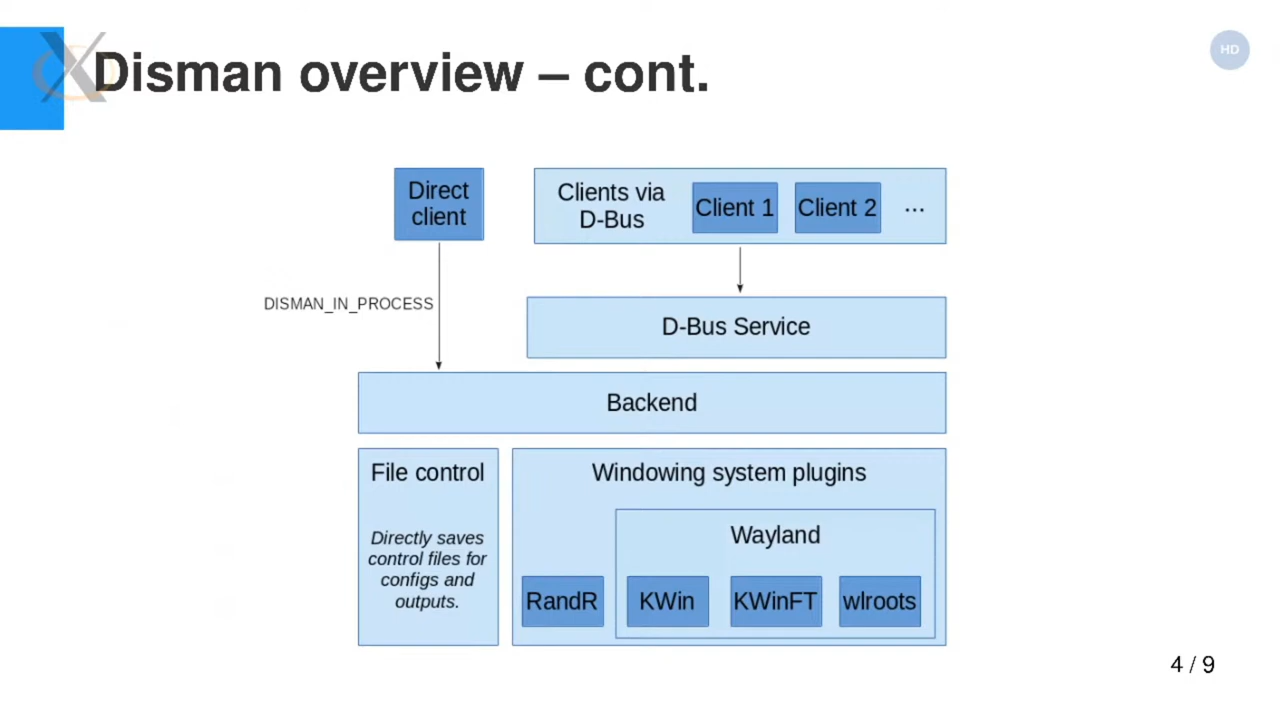 Disman overview – cont.
HD
Direct
client
Clients via
D-Bus
Client 1
Client 2
...
DISMAN_IN_PROCESS
D-Bus Service
Backend
File control
Directly saves
control files for
configs and
outputs.
Windowing system plugins
Wayland
RandR
KWin
KWinFT
wlroots
4 / 9